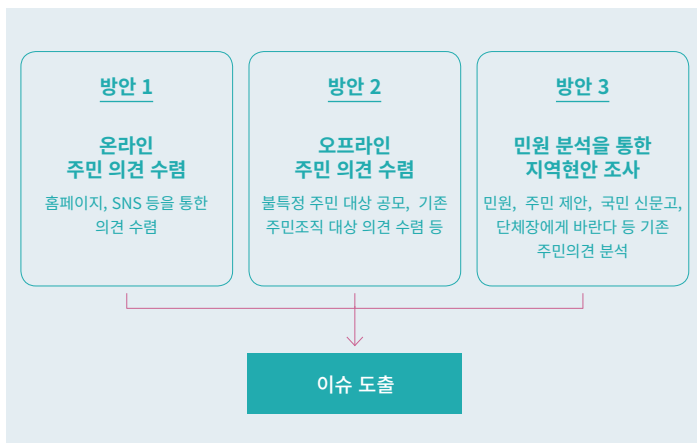 방안 1
온라인
주민 의견 수렴
홈페이지, SNS 등을 통한
의견 수렴
방안 2
오프라인
주민 의견 수렴
불특정 주민 대상 공모, 기존
주민조직 대상 의견 수렴 등
방안 3
민원 분석을 통한
지역현안 조사
민원, 주민 제안, 국민 신문고,
단체장에게 바란다 등 기존
주민의견 분석
이슈 도출